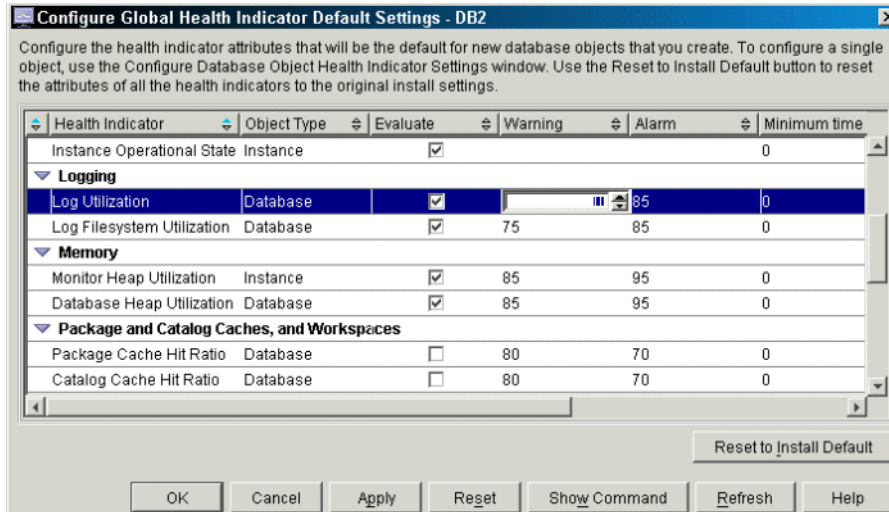 Configure Global Health Indicator Default Settings - DB2
Configure the health indicator attributes that will be the default for new database objects that you create. To configure a single
object, use the Configure Database Object Health Indicator Settings window. Use the Reset to Install Default button to reset
the attributes of all the health indicators to the original install settings.
Health Indicator Object Type Evaluate Warning Alarm Minimum time
Instance Operational State Instance 0
Logging
Log Utilization Database 85 0
Log Filesystem Utilization Database 75 85 0
Memory
Monitor Heap Utilization Instance 85 95 0
Database Heap Utilization Database 85 95 0
Package and Catalog Caches, and Workspaces
Package Cache Hit Ratio Database 80 70 0
Catalog Cache Hit Ratio Database 80 70 0
Reset to Install Default
OK Cancel Apply Reset Show Command Refresh Help